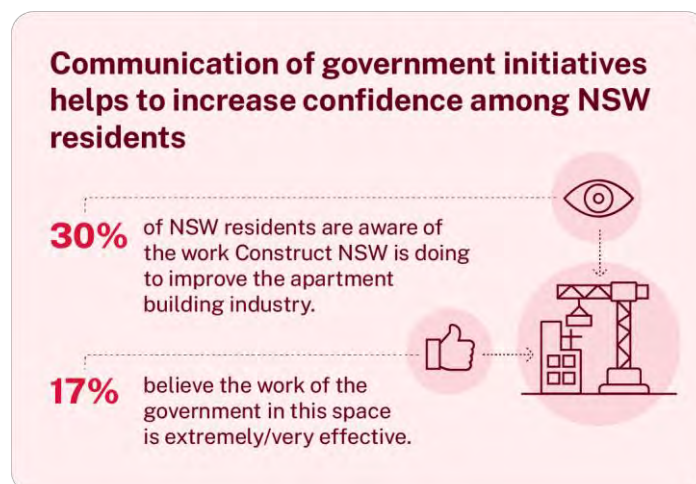 Communication of government initiatives
helps to increase confidence among NSW
residents
30%
of NSW residents are aware of
the work Construct NSW is doing
to improve the apartment
building industry.
17%
believe the work of the
government in this space
is extremely/very effective.